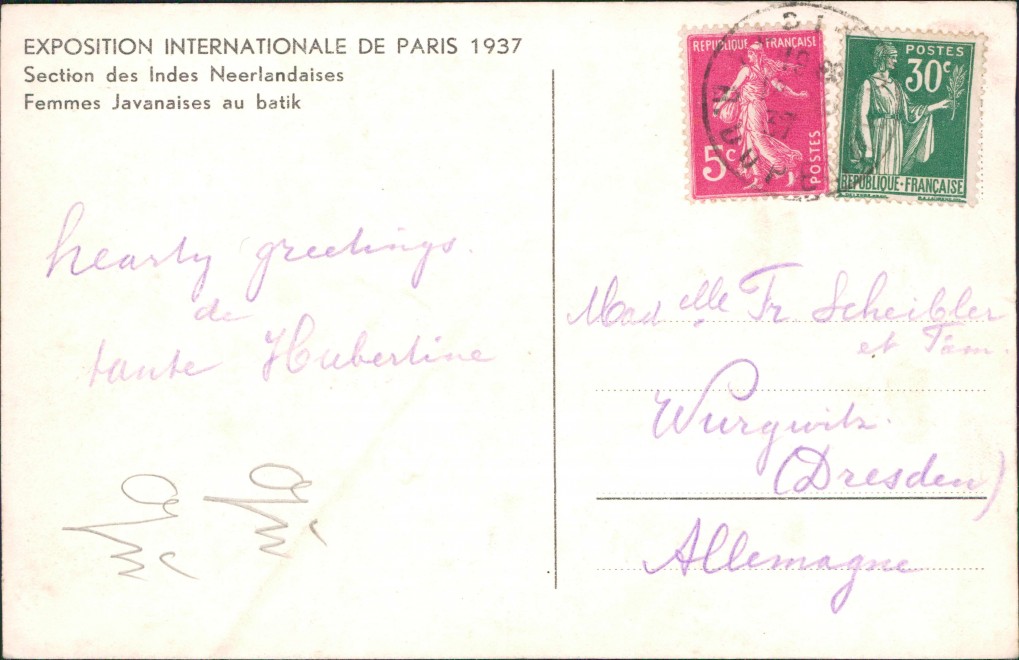 EXPOSITION INTERNATIONALE DE PARIS 1937
Section des Indes Neerlandaises
Femmes Javanaises au batik
REPUBLIQUE FRANÇAISE
5c
POSTES
POSTES
30c
REPUBLIQUE-FRANÇAISE
hearty greetings.
de
tante Hubertine
Mad elle Fr Scheibler
et Fam.
Wurgwitz.
(Dresden)
Allemagne